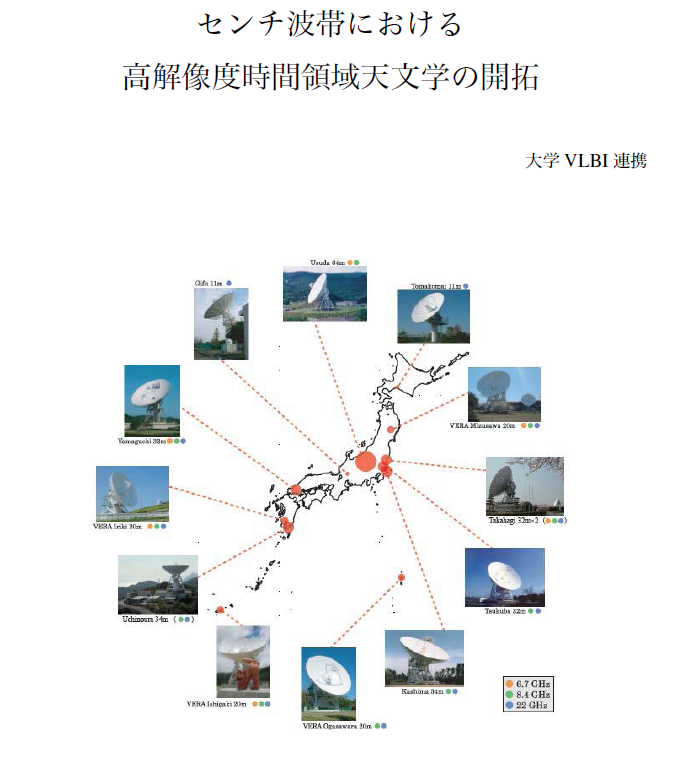 センチ波帯における
高解像度時間領域天文学の開拓
大学 VLBI 連携
Usuda 64m
Gifu 11m
Tomakomai 11m
VERA Mizusawa 20m
Yamaguchi 32m
Takahagi 32m×2 ( )
VERA Iriki 20m
Tsukuba 32m
Uchinoura 34m ( )
Kashima 34m
VERA Ishigaki 20m
VERA Ogasawara 20m
6.7 GHz
8.4 GHz
22 GHz